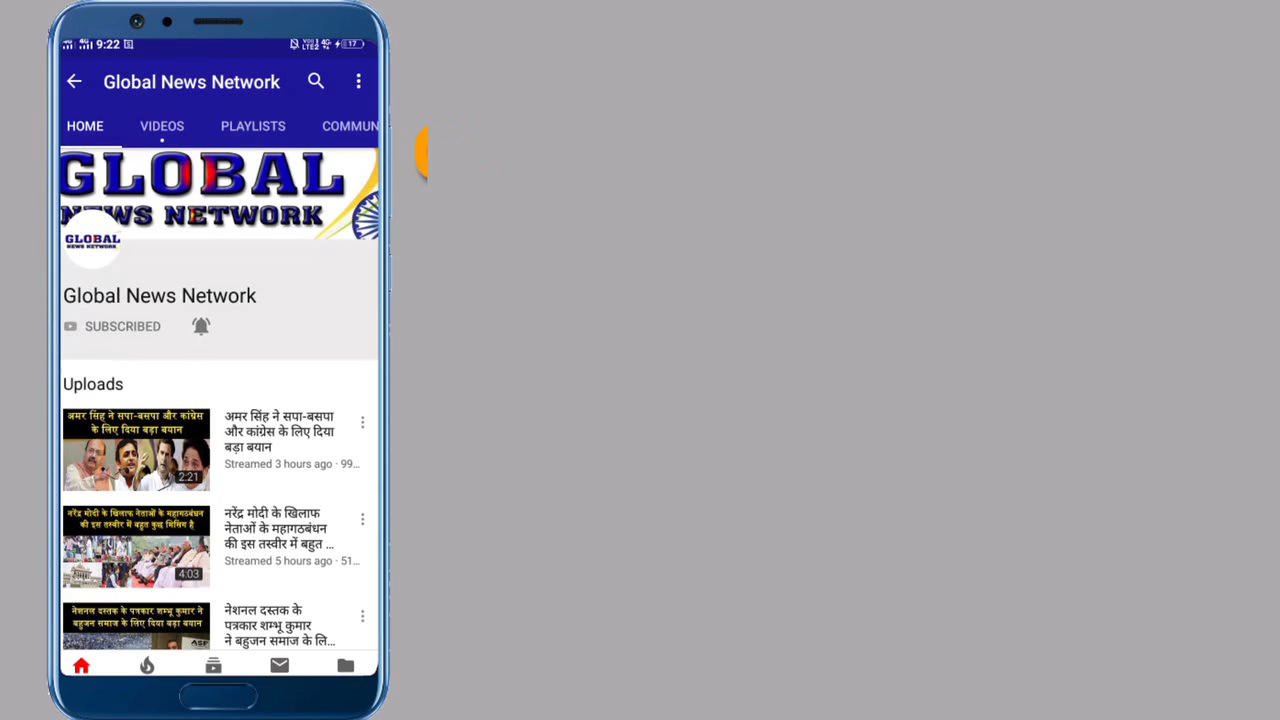 9:22
VoLTE2 4G 17
Global News Network
HOME VIDEOS PLAYLISTS COMMUN
GLOBAL
NEWS NETWORK
GLOBAL
NEWS NETWORK
Global News Network
SUBSCRIBED
Uploads
अमर सिंह ने सपा-बसपा और कांग्रेस
के लिए दिया बड़ा बयान
2:21
अमर सिंह ने सपा-बसपा
और कांग्रेस के लिए दिया
बड़ा बयान
Streamed 3 hours ago · 99...
नरेंद्र मोदी के खिलाफ नेताओं के महागठबंधन
की इस तस्वीर में बहुत कुछ मिसिंग है
4:03
नरेंद्र मोदी के खिलाफ
नेताओं के महागठबंधन
की इस तस्वीर में बहुत ...
Streamed 5 hours ago · 51...
नेशनल दस्तक के पत्रकार शम्भू कुमार ने
बहुजन समाज के लिए दिया बड़ा बयान
नेशनल दस्तक के
पत्रकार शम्भू कुमार
ने बहुजन समाज के लि...